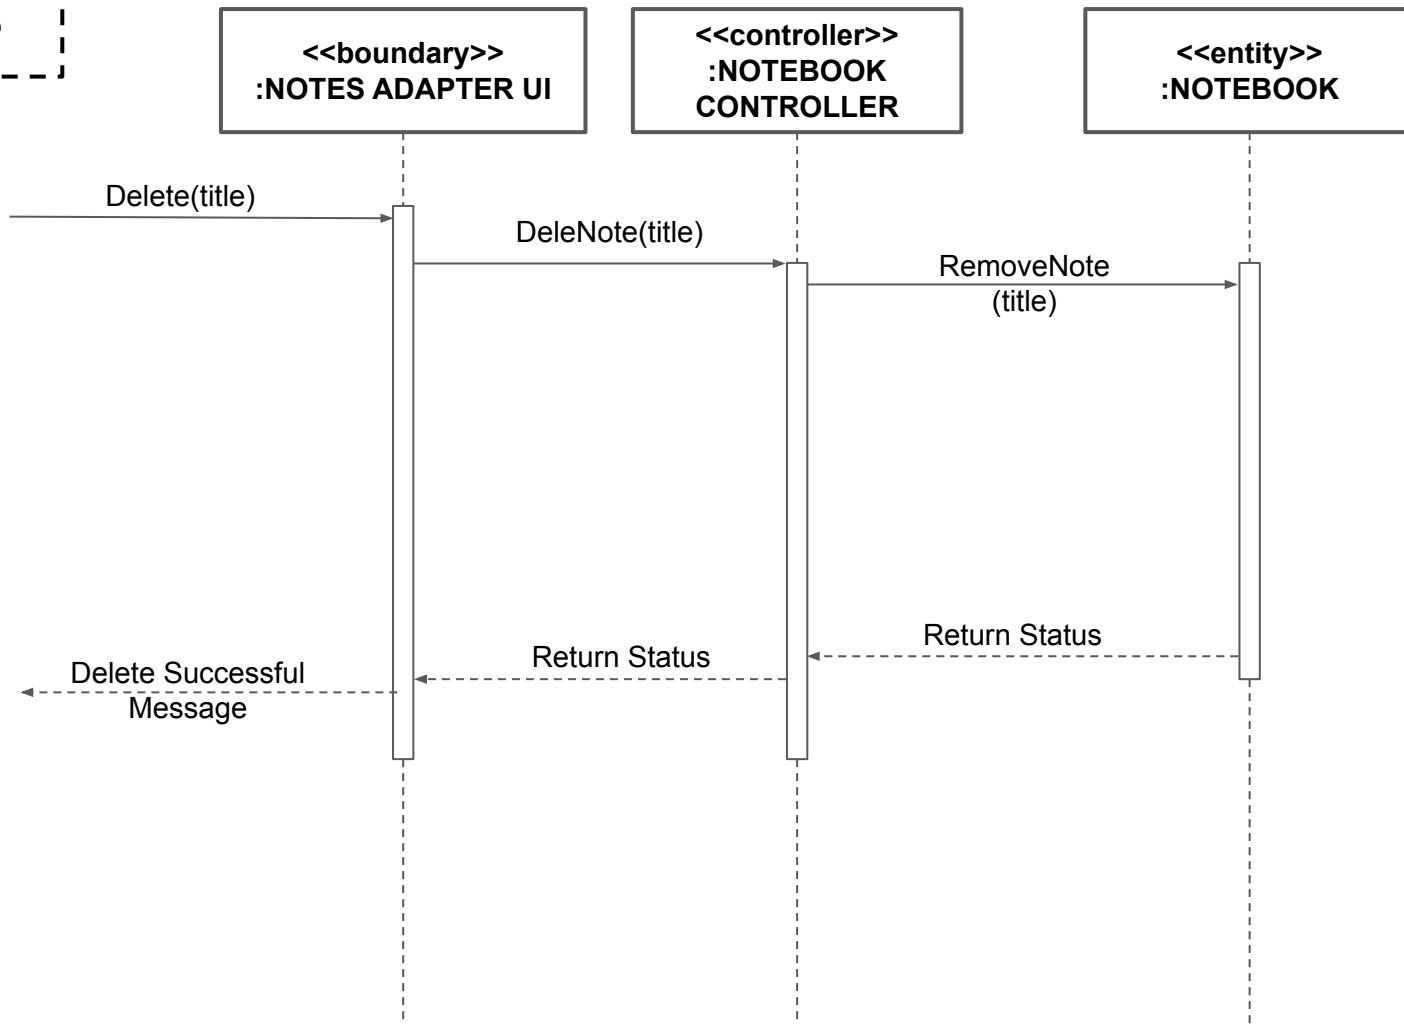 <<boundary>>
:NOTES ADAPTER UI
<<controller>>
:NOTEBOOK
CONTROLLER
<<entity>>
:NOTEBOOK
Delete(title)
DeleNote(title)
RemoveNote
(title)
Return Status
Return Status
Delete Successful
Message